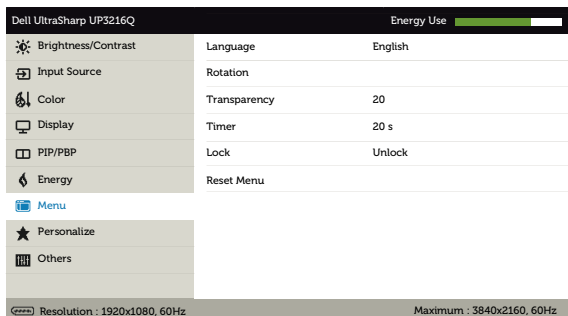 Dell UltraSharp UP3216Q Energy Use
Brightness/Contrast Language English
Input Source Rotation
Color Transparency 20
Display Timer 20 s
PIP/PBP Lock Unlock
Energy Reset Menu
Menu
Personalize
Others
Resolution : 1920x1080, 60Hz Maximum : 3840x2160, 60Hz